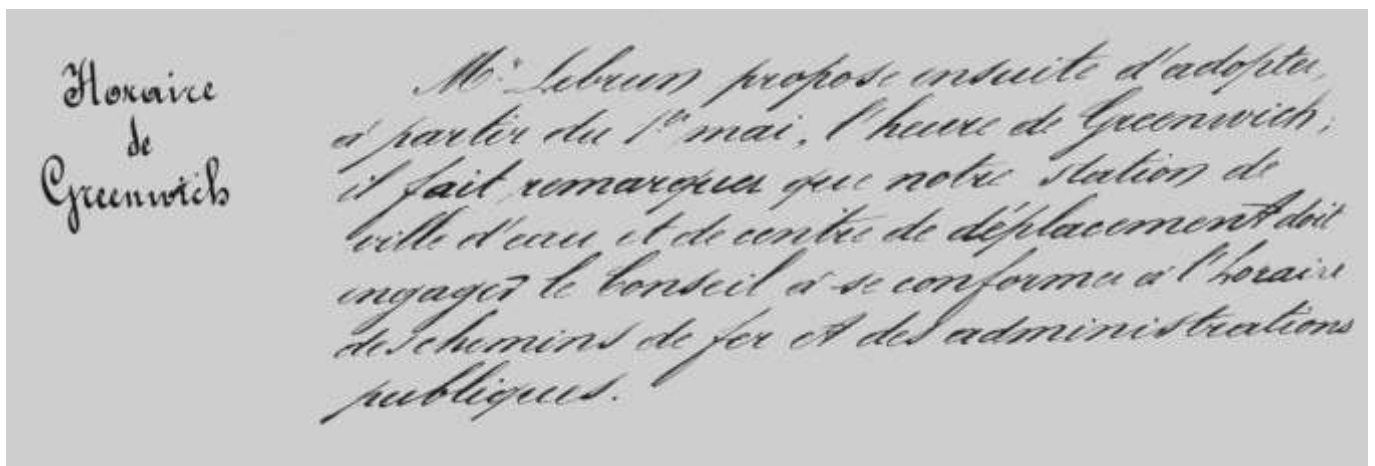 Horaire
de
Greenwich
Mr. Lebrun propose ensuite d'adopter,
à partir du 1er mai, l'heure de Greenwich;
il fait remarquer que notre station de
ville d'eau et de centre de déplacement doit
engager le Conseil à se conformer à l'horaire
des chemins de fer et des administrations
publiques.